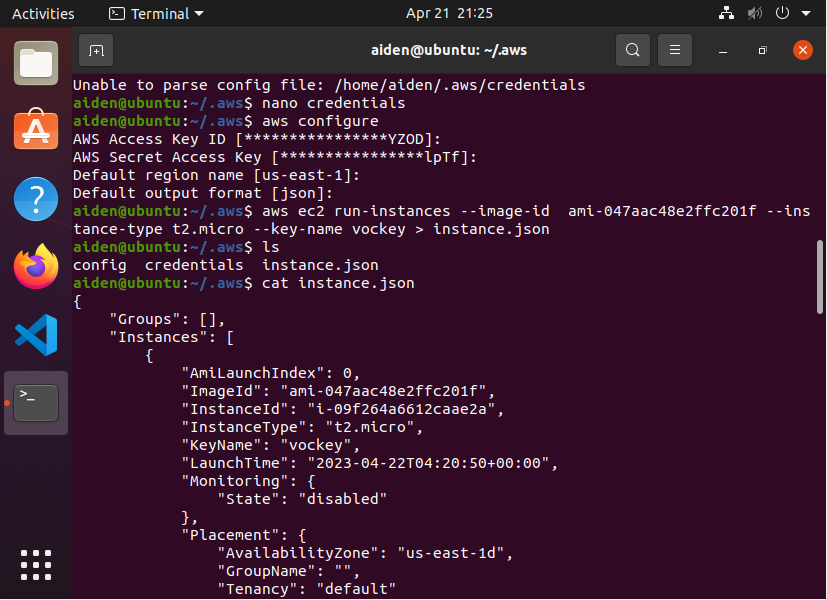 Activities Terminal Apr 21 21:25
aiden@ubuntu: ~/.aws
Unable to parse config file: /home/aiden/.aws/credentials
aiden@ubuntu:~/.aws$ nano credentials
aiden@ubuntu:~/.aws$ aws configure
AWS Access Key ID [****************YZOD]:
AWS Secret Access Key [****************lpTf]:
Default region name [us-east-1]:
Default output format [json]:
aiden@ubuntu:~/.aws$ aws ec2 run-instances --image-id  ami-047aac48e2ffc201f --ins
tance-type t2.micro --key-name vockey > instance.json
aiden@ubuntu:~/.aws$ ls
config  credentials  instance.json
aiden@ubuntu:~/.aws$ cat instance.json
{
    "Groups": [],
    "Instances": [
        {
            "AmiLaunchIndex": 0,
            "ImageId": "ami-047aac48e2ffc201f",
            "InstanceId": "i-09f264a6612caae2a",
            "InstanceType": "t2.micro",
            "KeyName": "vockey",
            "LaunchTime": "2023-04-22T04:20:50+00:00",
            "Monitoring": {
                "State": "disabled"
            },
            "Placement": {
                "AvailabilityZone": "us-east-1d",
                "GroupName": "",
                "Tenancy": "default"